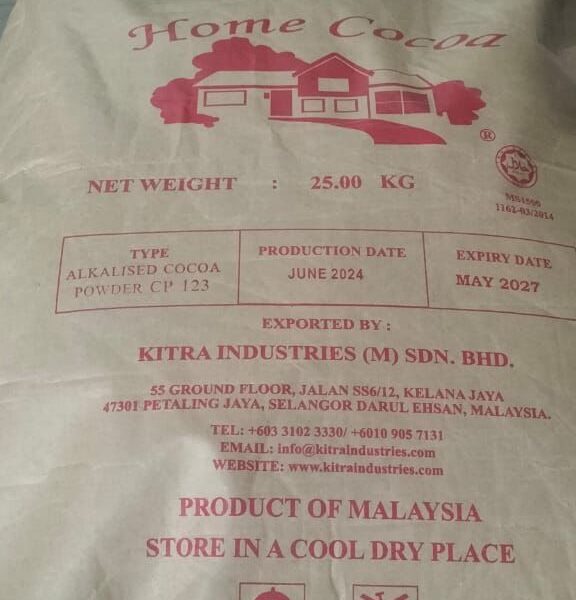 Home Cocoa
®
حلال
MS1500
1162-03/2014
NET WEIGHT : 25.00 KG
TYPE
ALKALISED COCOA
POWDER CP 123
PRODUCTION DATE
JUNE 2024
EXPIRY DATE
MAY 2027
EXPORTED BY :
KITRA INDUSTRIES (M) SDN. BHD.
55 GROUND FLOOR, JALAN SS6/12, KELANA JAYA
47301 PETALING JAYA, SELANGOR DARUL EHSAN, MALAYSIA.
TEL: +603 3102 3330/ +6010 905 7131
EMAIL: info@kitraindustries.com
WEBSITE: www.kitraindustries.com
PRODUCT OF MALAYSIA
STORE IN A COOL DRY PLACE